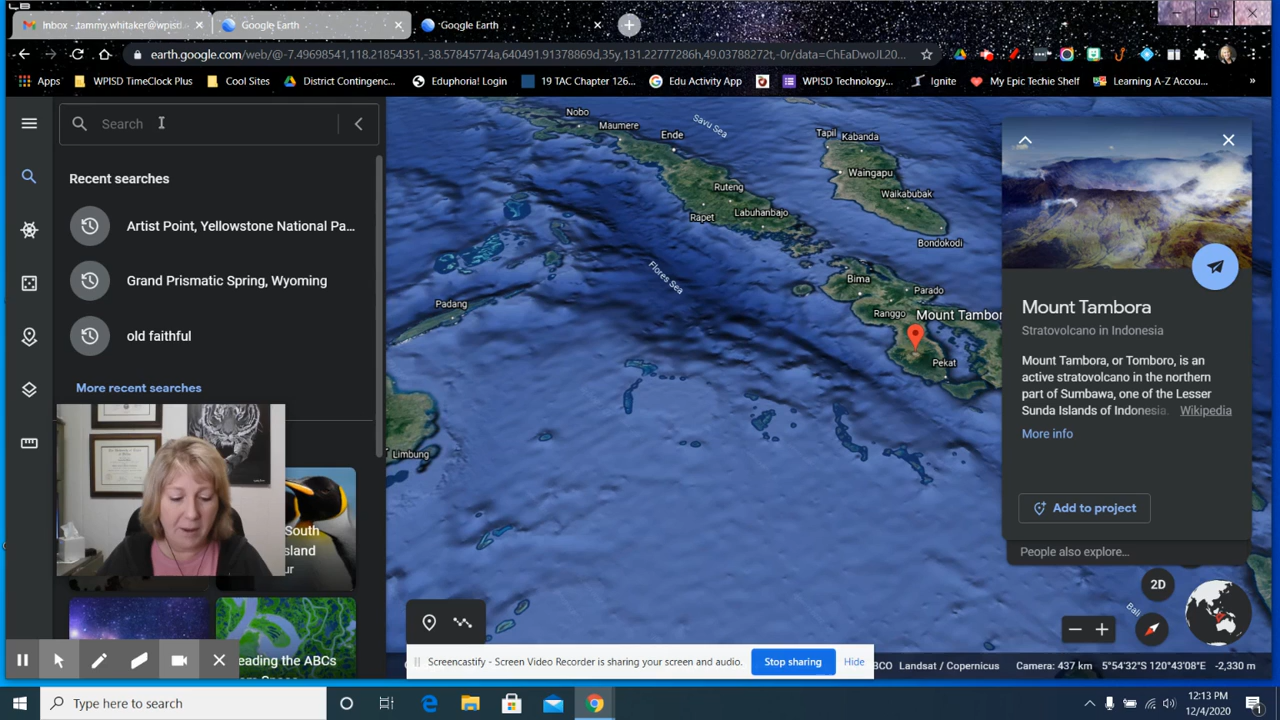 Inbox - tammy.whitaker@wpisti
Google Earth
Google Earth
earth.google.com/web/@-7.49698541,118.21854351,-38.57845774a,640491.91378869d,35y,131.22777286h,49.03788272t,-0r/data=ChEaDwoJL20...
Apps
WPISD TimeClock Plus
Cool Sites
District Contingenc...
Euphoria! Login
19 TAC Chapter 126...
Edu Activity App
WPISD Technology...
Ignite
My Epic Techie Shelf
Learning A-Z Accou...
»
Search
Recent searches
Artist Point, Yellowstone National Pa...
Grand Prismatic Spring, Wyoming
old faithful
More recent searches
South
sland
ur
eading the ABCs
Nobo
Maumere
Ende
Savu Sea
Tapil
Kabanda
Waingapu
Waikabubak
Ruteng
Rapet
Labuhanbajo
Bondokodi
Flores Sea
Bima
Parado
Padang
Ranggo
Mount Tambor
Pekat
Limbung
Bali
Mount Tambora
Stratovolcano in Indonesia
Mount Tambora, or Tomboro, is an
active stratovolcano in the northern
part of Sumbawa, one of the Lesser
Sunda Islands of Indonesia. Wikipedia
More info
Add to project
People also explore...
2D
Screencastify - Screen Video Recorder is sharing your screen and audio.
Stop sharing
Hide
BCO Landsat / Copernicus
Camera: 437 km
5°54'32"S 120°43'08"E
-2,330 m
Type here to search
12:13 PM
12/4/2020
1